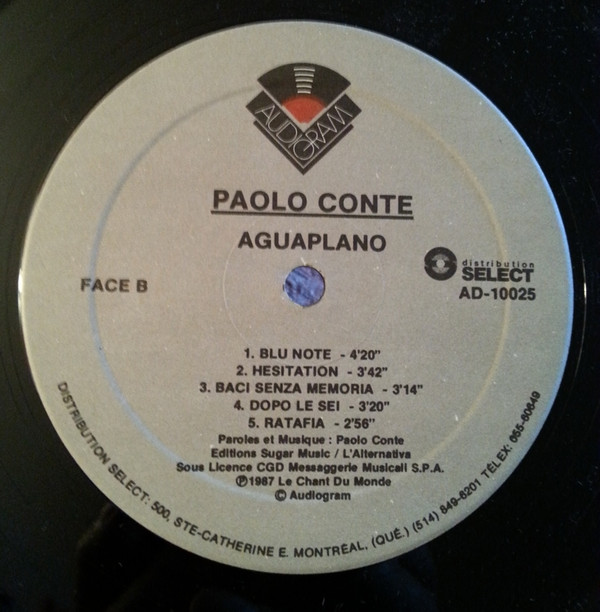 AUDIOGRAM
PAOLO CONTE
AGUAPLANO
distribution
SELECT
FACE B
AD-10025
1. BLU NOTE - 4'20"
2. HESITATION - 3'42"
3. BACI SENZA MEMORIA - 3'14"
4. DOPO LE SEI - 3'20"
5. RATAFIA - 2'56"
Paroles et Musique : Paolo Conte
Editions Sugar Music / L'Alternativa
Sous Licence CGD Messaggerie Musicali S.P.A.
Ⓟ1987 Le Chant Du Monde
© Audiogram
DISTRIBUTION SELECT: 500, STE-CATHERINE E. MONTRÉAL, (QUÉ.) (514) 849-6201 TÉLEX: 055-60849